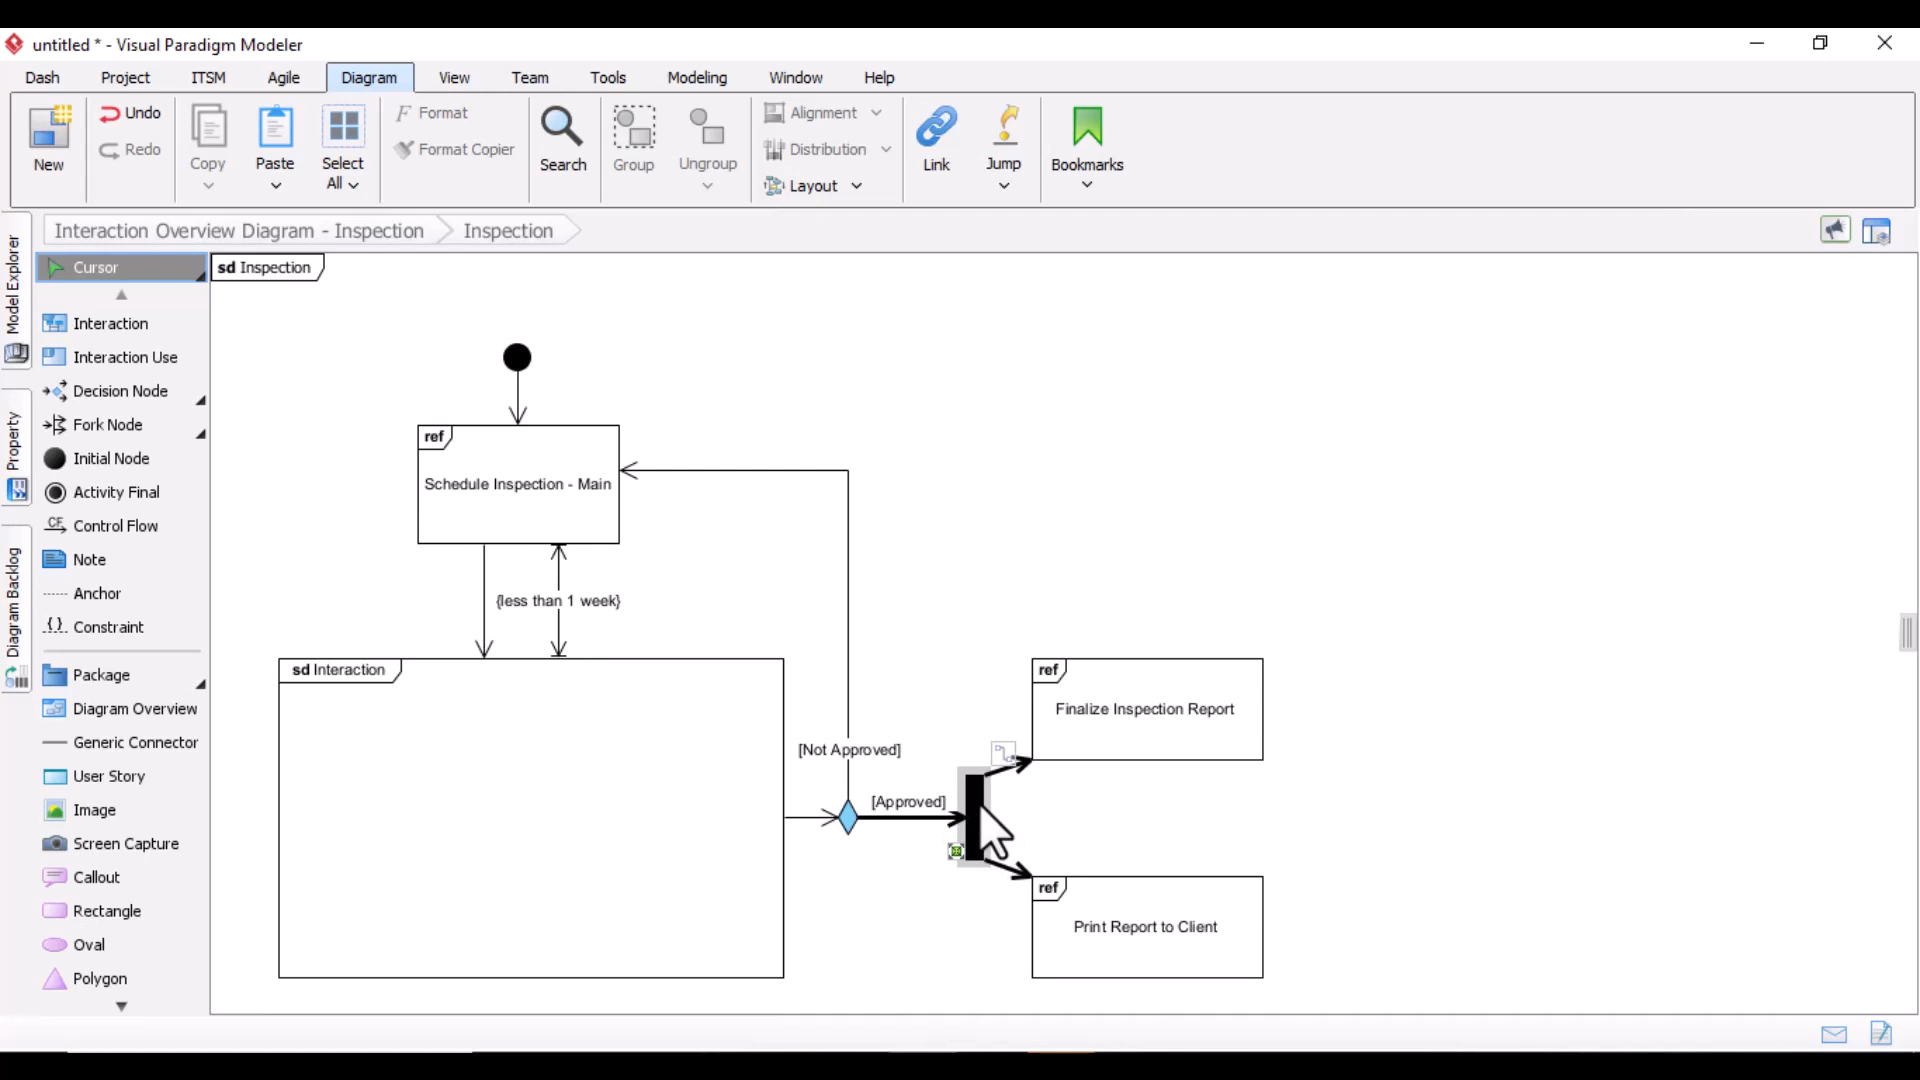 untitled * - Visual Paradigm Modeler
Dash Project ITSM Agile Diagram View Team Tools Modeling Window Help
New
Undo
Redo
Copy
Paste
Select
All
Format
Format Copier
Search
Group
Ungroup
Alignment
Distribution
Layout
Link
Jump
Bookmarks
Interaction Overview Diagram - Inspection Inspection
Model Explorer
Property
Diagram Backlog
Cursor
Interaction
Interaction Use
Decision Node
Fork Node
Initial Node
Activity Final
CF Control Flow
Note
Anchor
{ } Constraint
Package
Diagram Overview
Generic Connector
User Story
Image
Screen Capture
Callout
Rectangle
Oval
Polygon
sd Inspection
ref
Schedule Inspection - Main
{less than 1 week}
sd Interaction
[Not Approved]
[Approved]
ref
Finalize Inspection Report
ref
Print Report to Client